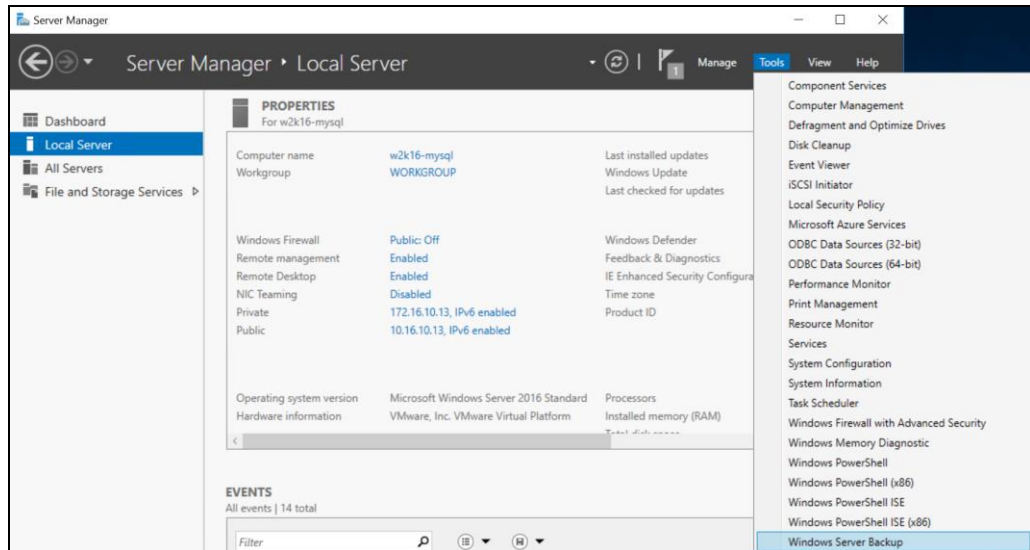 Server Manager
Server Manager ‣ Local Server
1
Manage Tools View Help
Dashboard
Local Server
All Servers
File and Storage Services
PROPERTIES
For w2k16-mysql
Computer name w2k16-mysql Last installed updates
Workgroup WORKGROUP Windows Update
Last checked for updates
Windows Firewall Public: Off Windows Defender
Remote management Enabled Feedback & Diagnostics
Remote Desktop Enabled IE Enhanced Security Configura
NIC Teaming Disabled Time zone
Private 172.16.10.13, IPv6 enabled Product ID
Public 10.16.10.13, IPv6 enabled
Operating system version Microsoft Windows Server 2016 Standard Processors
Hardware information VMware, Inc. VMware Virtual Platform Installed memory (RAM)
Total disk space
EVENTS
All events | 14 total
Filter
Component Services
Computer Management
Defragment and Optimize Drives
Disk Cleanup
Event Viewer
iSCSI Initiator
Local Security Policy
Microsoft Azure Services
ODBC Data Sources (32-bit)
ODBC Data Sources (64-bit)
Performance Monitor
Print Management
Resource Monitor
Services
System Configuration
System Information
Task Scheduler
Windows Firewall with Advanced Security
Windows Memory Diagnostic
Windows PowerShell
Windows PowerShell (x86)
Windows PowerShell ISE
Windows PowerShell ISE (x86)
Windows Server Backup